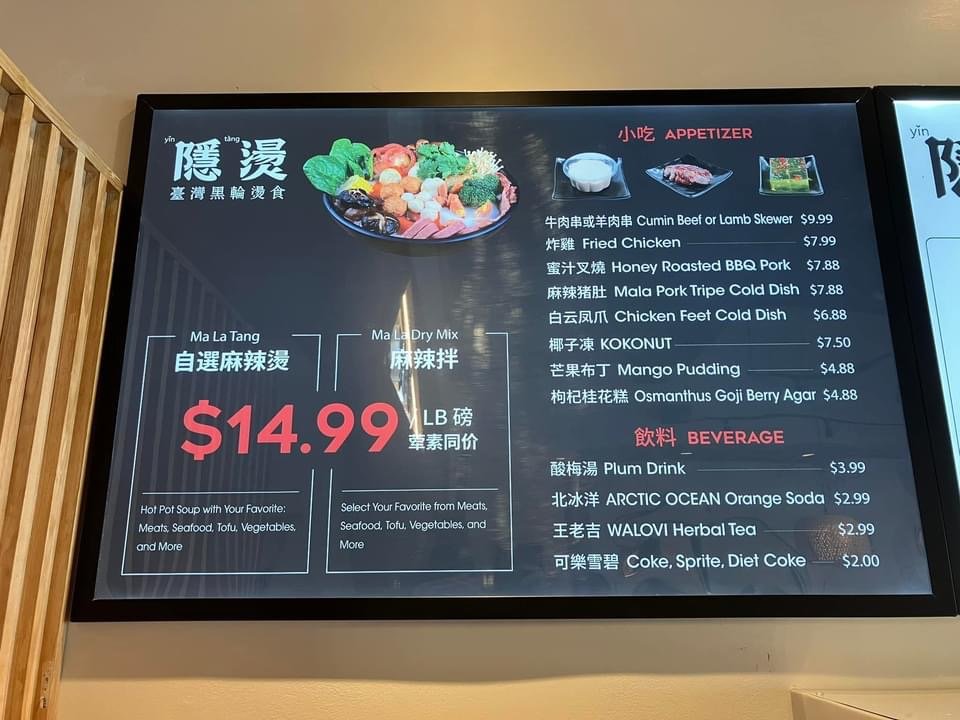 yǐn tàng
隱燙
臺灣黑輪燙食
Ma La Tang
自選麻辣燙
Ma La Dry Mix
麻辣拌
$14.99 / LB 磅
荤素同价
Hot Pot Soup with Your Favorite:
Meats, Seafood, Tofu, Vegetables,
and More
Select Your Favorite from Meats,
Seafood, Tofu, Vegetables, and
More
小吃 APPETIZER
牛肉串或羊肉串 Cumin Beef or Lamb Skewer $9.99
炸雞 Fried Chicken $7.99
蜜汁叉燒 Honey Roasted BBQ Pork $7.88
麻辣猪肚 Mala Pork Tripe Cold Dish $7.88
白云凤爪 Chicken Feet Cold Dish $6.88
椰子凍 KOKONUT $7.50
芒果布丁 Mango Pudding $4.88
枸杞桂花糕 Osmanthus Goji Berry Agar $4.88
飲料 BEVERAGE
酸梅湯 Plum Drink $3.99
北冰洋 ARCTIC OCEAN Orange Soda $2.99
王老吉 WALOVI Herbal Tea $2.99
可樂雪碧 Coke, Sprite, Diet Coke $2.00
yǐn